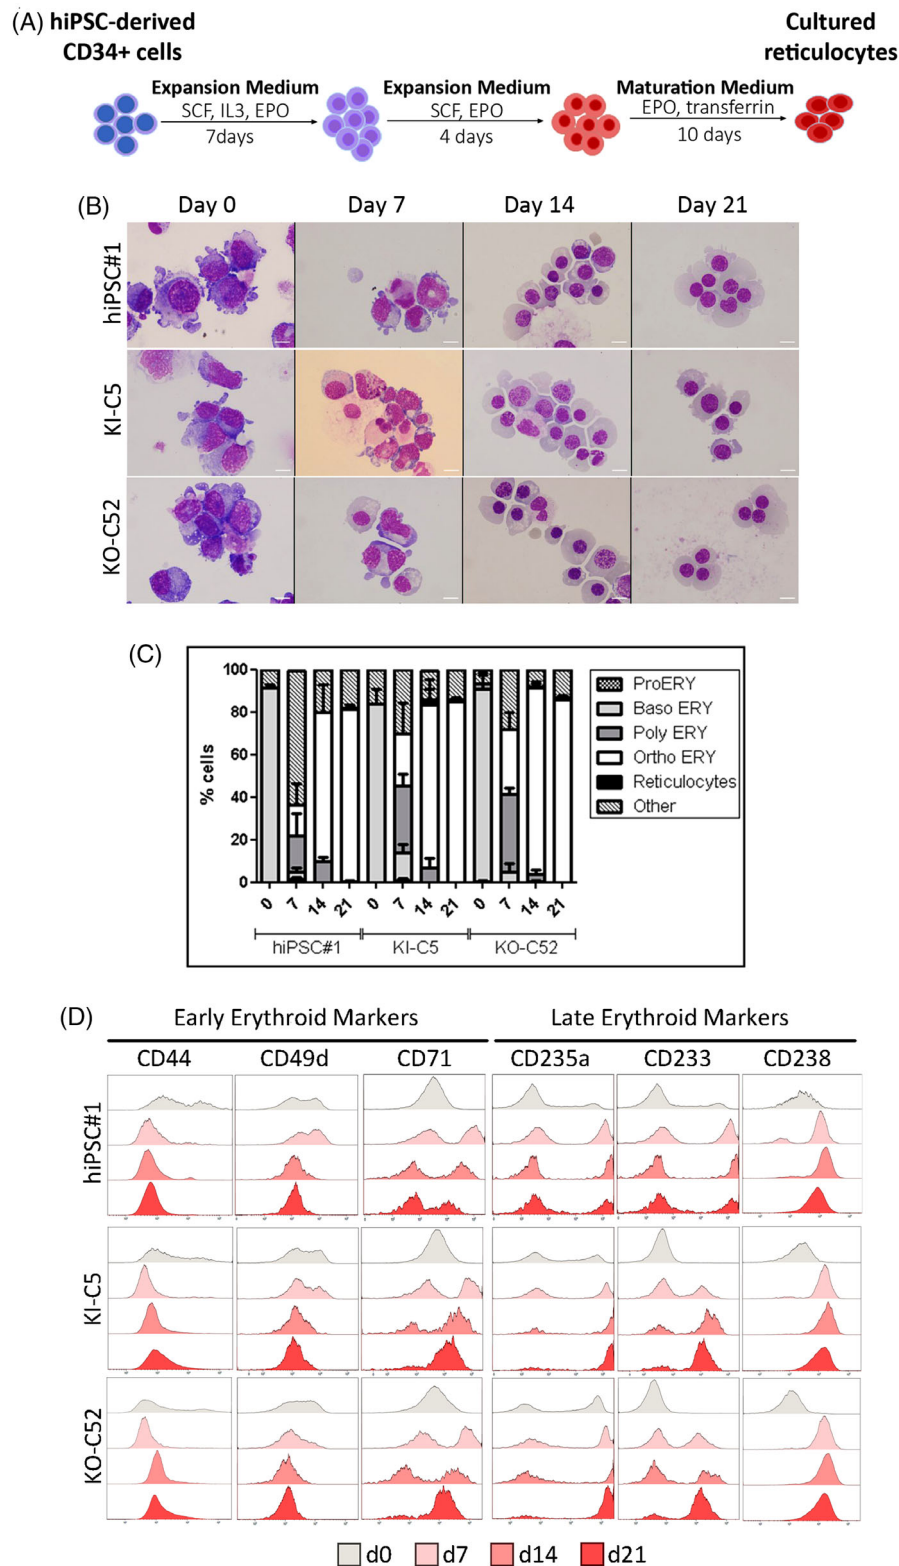 (A) hiPSC-derived
CD34+ cells
Cultured
reticulocytes
Expansion Medium
SCF, IL3, EPO
7days
Expansion Medium
SCF, EPO
4 days
Maturation Medium
EPO, transferrin
10 days
(B)
Day 0 Day 7 Day 14 Day 21
hiPSC#1
KI-C5
KO-C52
(C)
% cells
100
80
60
40
20
0
0 7 14 21 0 7 14 21 0 7 14 21
hiPSC#1 KI-C5 KO-C52
ProERY
Baso ERY
Poly ERY
Ortho ERY
Reticulocytes
Other
(D)
Early Erythroid Markers Late Erythroid Markers
CD44 CD49d CD71 CD235a CD233 CD238
hiPSC#1
KI-C5
KO-C52
d0 d7 d14 d21